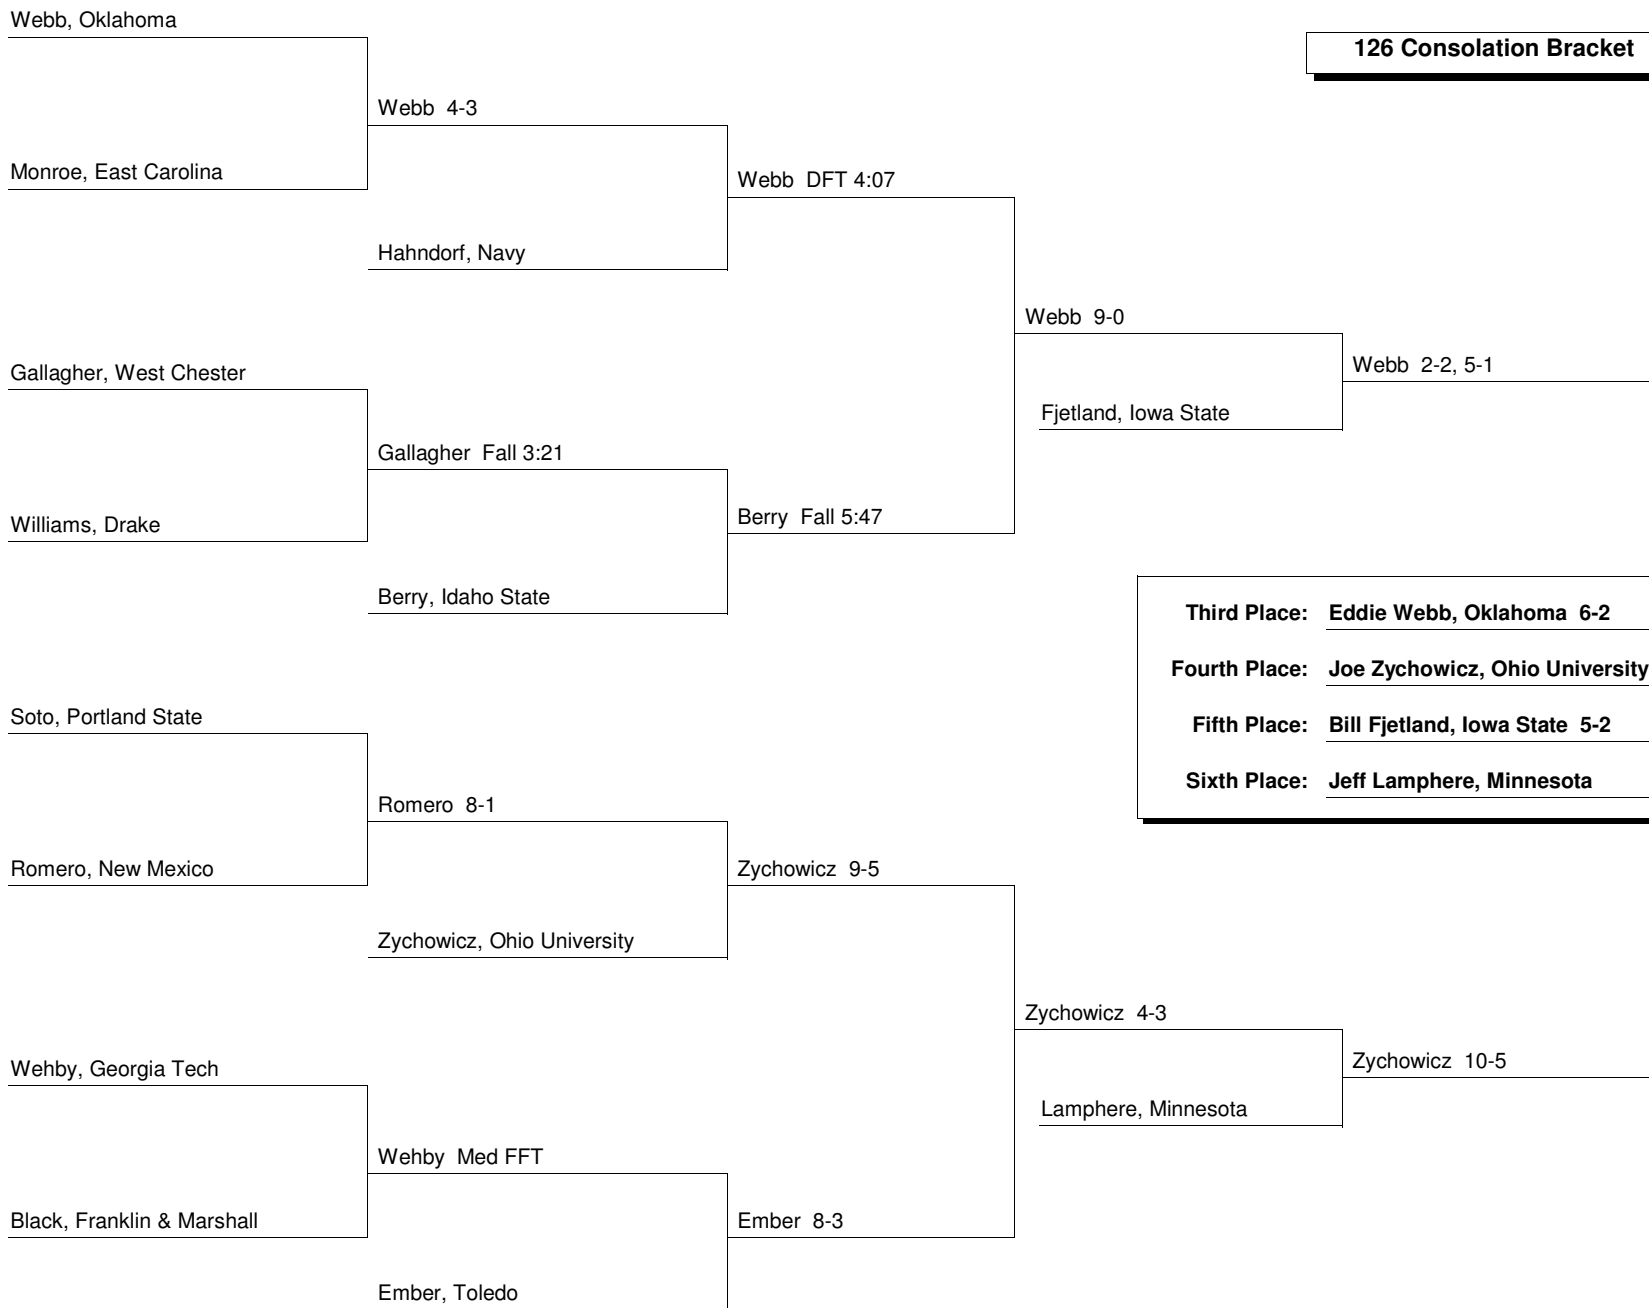 Webb, Oklahoma
126 Consolation Bracket
Webb 4-3
Monroe, East Carolina
Webb DFT 4:07
Hahndorf, Navy
Webb 9-0
Webb 2-2, 5-1
Gallagher, West Chester
Fjetland, Iowa State
Gallagher Fall 3:21
Williams, Drake
Berry Fall 5:47
Berry, Idaho State
Third Place: Eddie Webb, Oklahoma 6-2
Fourth Place: Joe Zychowicz, Ohio University
Fifth Place: Bill Fjetland, Iowa State 5-2
Sixth Place: Jeff Lamphere, Minnesota
Soto, Portland State
Romero 8-1
Romero, New Mexico
Zychowicz 9-5
Zychowicz, Ohio University
Zychowicz 4-3
Zychowicz 10-5
Wehby, Georgia Tech
Lamphere, Minnesota
Wehby Med FFT
Black, Franklin & Marshall
Ember 8-3
Ember, Toledo